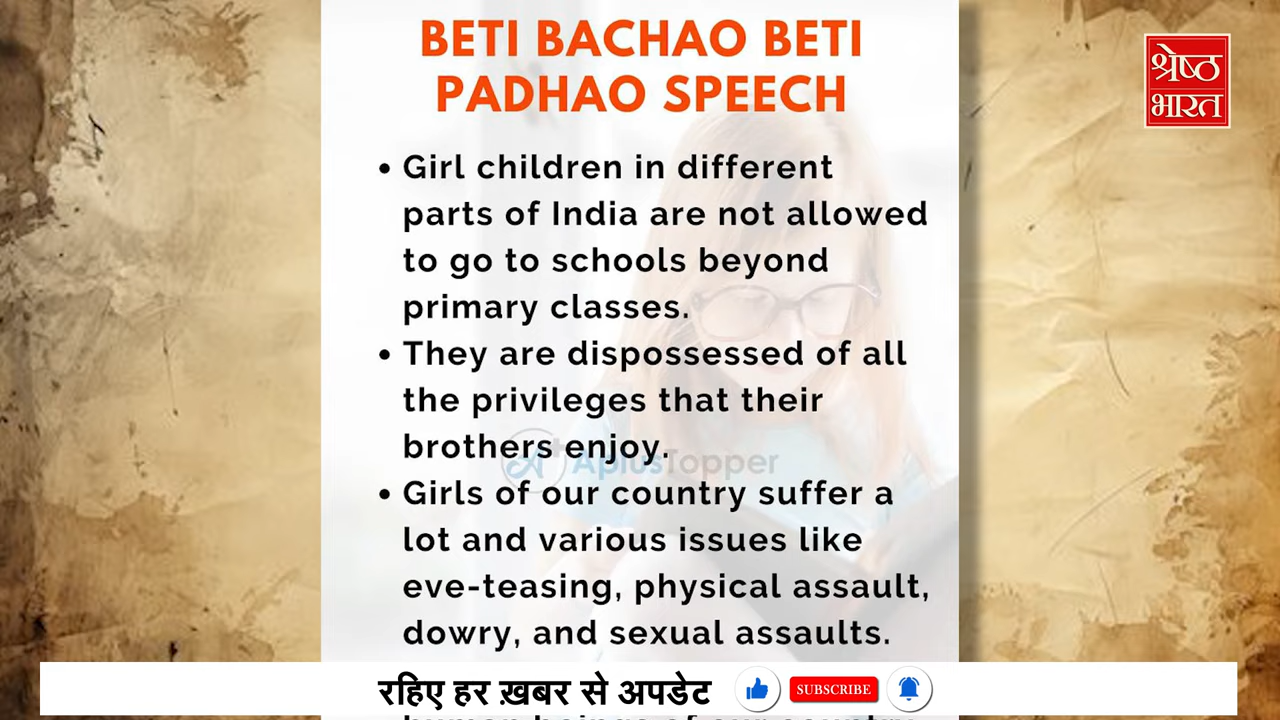 BETI BACHAO BETI
PADHAO SPEECH
श्रेष्ठ
भारत
• Girl children in different
parts of India are not allowed
to go to schools beyond
primary classes.
• They are dispossessed of all
the privileges that their
brothers enjoy.
AplusTopper
• Girls of our country suffer a
lot and various issues like
eve-teasing, physical assault,
dowry, and sexual assaults.
रहिए हर ख़बर से अपडेट
SUBSCRIBE